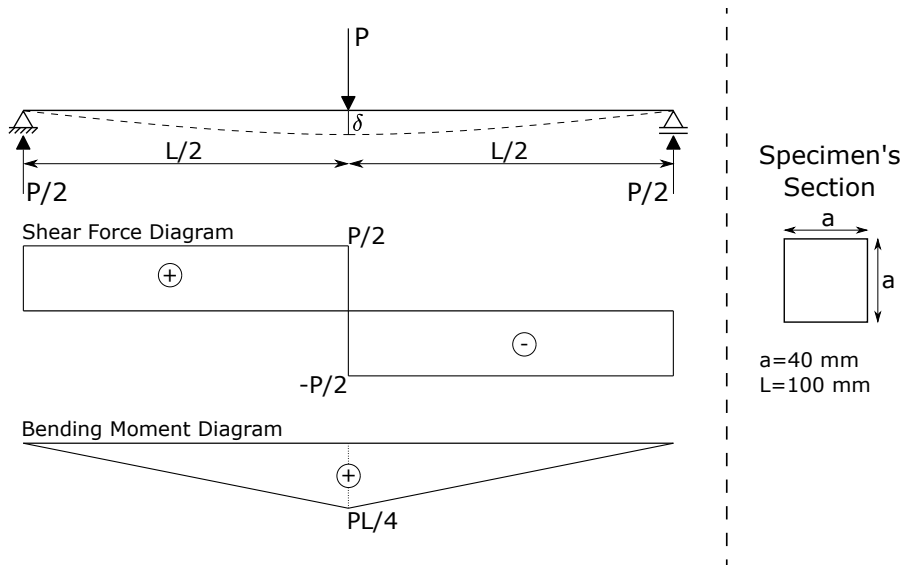 P
δ
L/2 L/2
P/2 P/2
Shear Force Diagram P/2
+
-
-P/2
Bending Moment Diagram
+
PL/4
Specimen's
Section
a
a
a=40 mm
L=100 mm